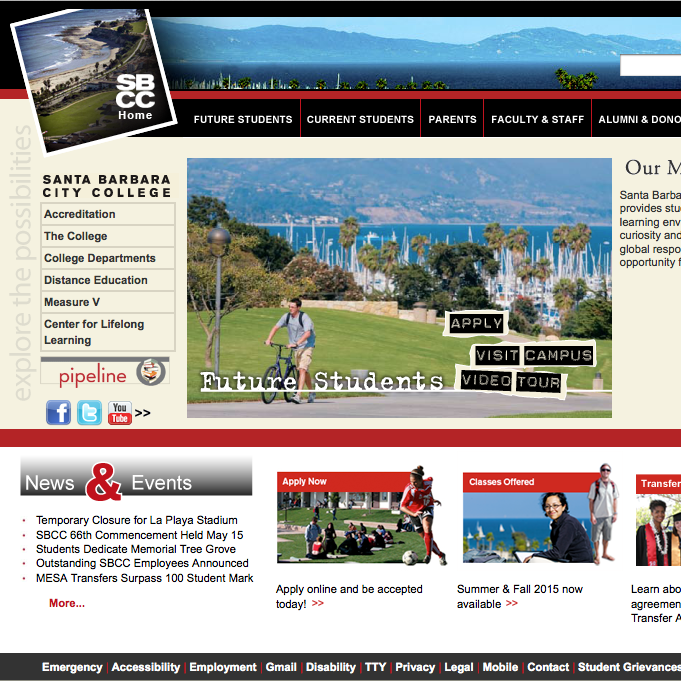 SB
CC
Home
FUTURE STUDENTS
CURRENT STUDENTS
PARENTS
FACULTY & STAFF
ALUMNI & DONO
explore the possibilities
SANTA BARBARA
CITY COLLEGE
Accreditation
The College
College Departments
Distance Education
Measure V
Center for Lifelong
Learning
pipeline
f
t
You
Tube
>>
APPLY
VISIT CAMPUS
VIDEO TOUR
Future Students
Our M
Santa Barba
provides stu
learning env
curiosity and
global respo
opportunity f
News & Events
Temporary Closure for La Playa Stadium
SBCC 66th Commencement Held May 15
Students Dedicate Memorial Tree Grove
Outstanding SBCC Employees Announced
MESA Transfers Surpass 100 Student Mark
More...
Apply Now
Apply online and be accepted
today! >>
Classes Offered
Summer & Fall 2015 now
available >>
Transfer
Learn abo
agreemen
Transfer A
Emergency | Accessibility | Employment | Gmail | Disability | TTY | Privacy | Legal | Mobile | Contact | Student Grievances